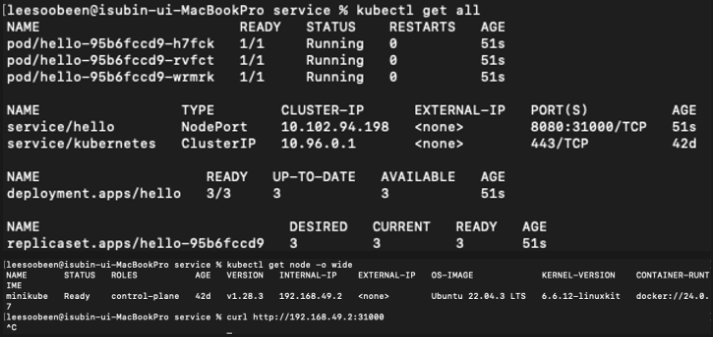 [leesoobeen@isubin-ui-MacBookPro service % kubectl get all
NAME READY STATUS RESTARTS AGE
pod/hello-95b6fccd9-h7fck 1/1 Running 0 51s
pod/hello-95b6fccd9-rvfct 1/1 Running 0 51s
pod/hello-95b6fccd9-wrmrk 1/1 Running 0 51s
NAME TYPE CLUSTER-IP EXTERNAL-IP PORT(S) AGE
service/hello NodePort 10.102.94.198 <none> 8080:31000/TCP 51s
service/kubernetes ClusterIP 10.96.0.1 <none> 443/TCP 42d
NAME READY UP-TO-DATE AVAILABLE AGE
deployment.apps/hello 3/3 3 3 51s
NAME DESIRED CURRENT READY AGE
replicaset.apps/hello-95b6fccd9 3 3 3 51s
[leesoobeen@isubin-ui-MacBookPro service % kubectl get node -o wide
NAME STATUS ROLES AGE VERSION INTERNAL-IP EXTERNAL-IP OS-IMAGE KERNEL-VERSION CONTAINER-RUNT
IME
minikube Ready control-plane 42d v1.28.3 192.168.49.2 <none> Ubuntu 22.04.3 LTS 6.6.12-linuxkit docker://24.0.
7
[leesoobeen@isubin-ui-MacBookPro service % curl http://192.168.49.2:31000
^C